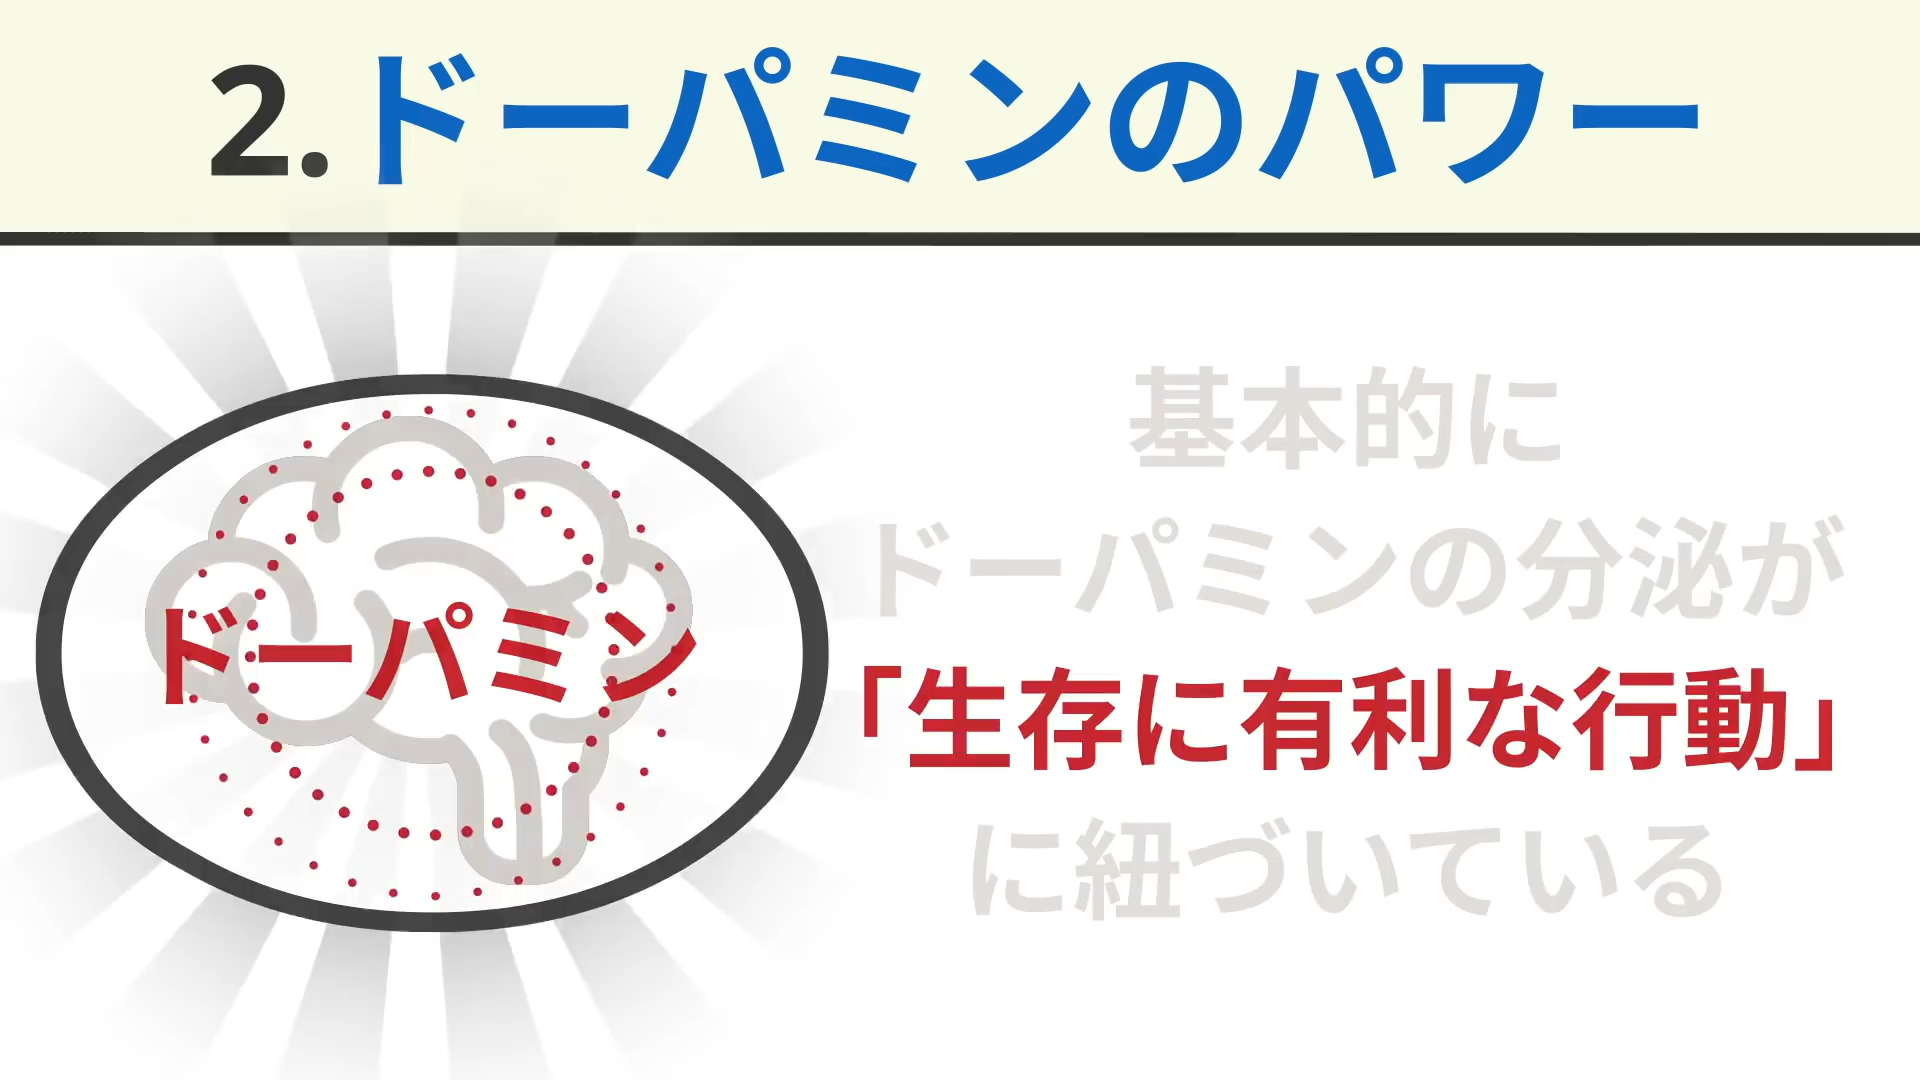 2.ドーパミンのパワー
ドーパミン
基本的に
ドーパミンの分泌が
「生存に有利な行動」
に紐づいている